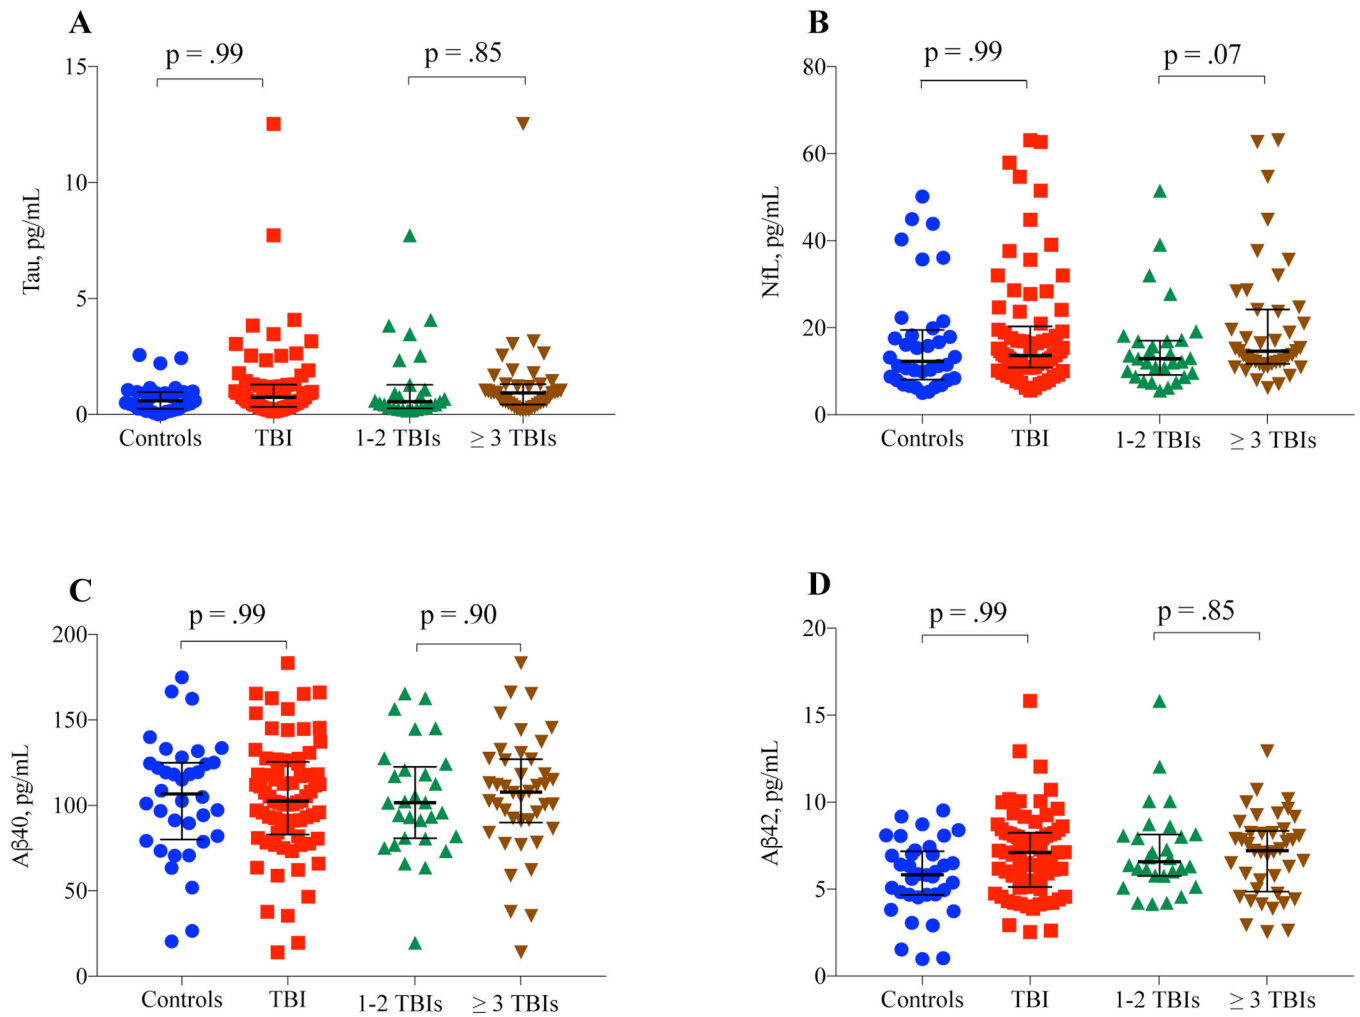 A
p = .99
p = .85
15
10
5
0
Tau, pg/mL
Controls
TBI
1-2 TBIs
≥ 3 TBIs
B
p = .99
p = .07
80
60
40
20
0
NfL, pg/mL
Controls
TBI
1-2 TBIs
≥ 3 TBIs
C
p = .99
p = .90
200
150
100
50
0
Aβ40, pg/mL
Controls
TBI
1-2 TBIs
≥ 3 TBIs
D
p = .99
p = .85
20
15
10
5
0
Aβ42, pg/mL
Controls
TBI
1-2 TBIs
≥ 3 TBIs